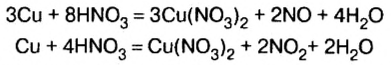 3Cu + 8HNO₃ = 3Cu(NO₃)₂ + 2NO + 4H₂O
Cu + 4HNO₃ = Cu(NO₃)₂ + 2NO₂+ 2H₂O